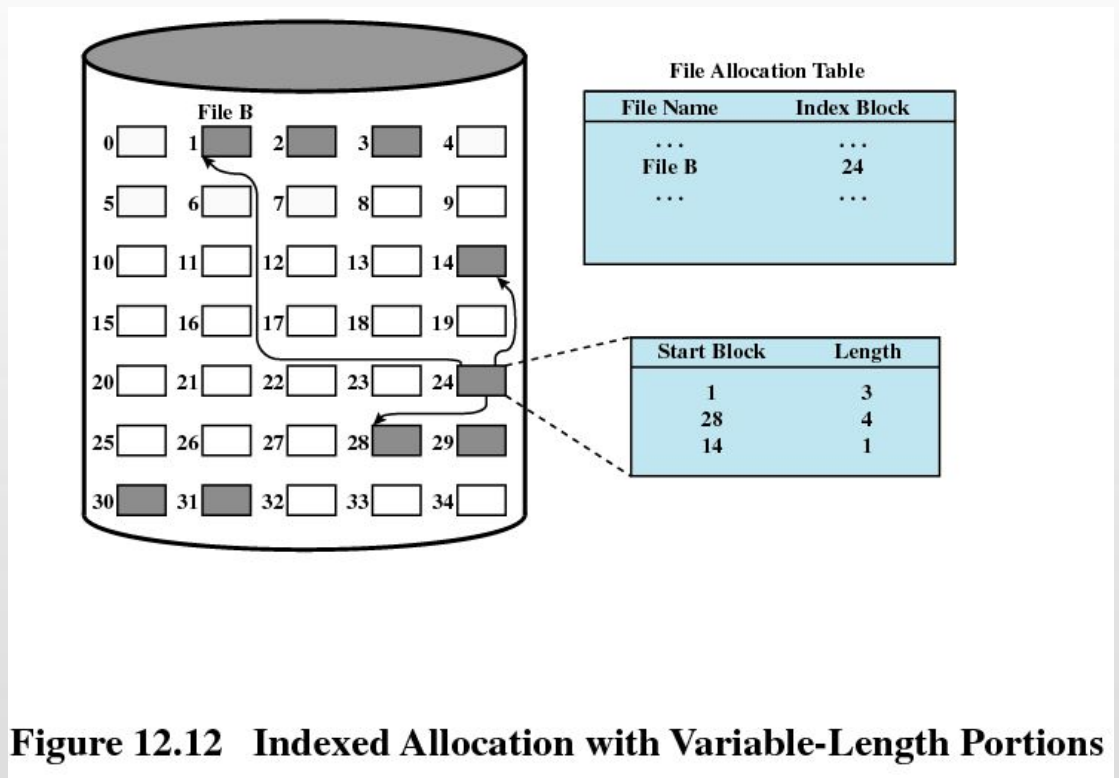 File B
0 1 2 3 4
5 6 7 8 9
10 11 12 13 14
15 16 17 18 19
20 21 22 23 24
25 26 27 28 29
30 31 32 33 34
File Allocation Table
File Name Index Block
... ...
File B 24
... ...
Start Block Length
1 3
28 4
14 1
Figure 12.12 Indexed Allocation with Variable-Length Portions